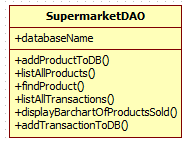 SupermarketDAO
+databaseName
+addProductToDB()
+listAllProducts()
+findProduct()
+listAllTransactions()
+displayBarchartOfProductsSold()
+addTransactionToDB()